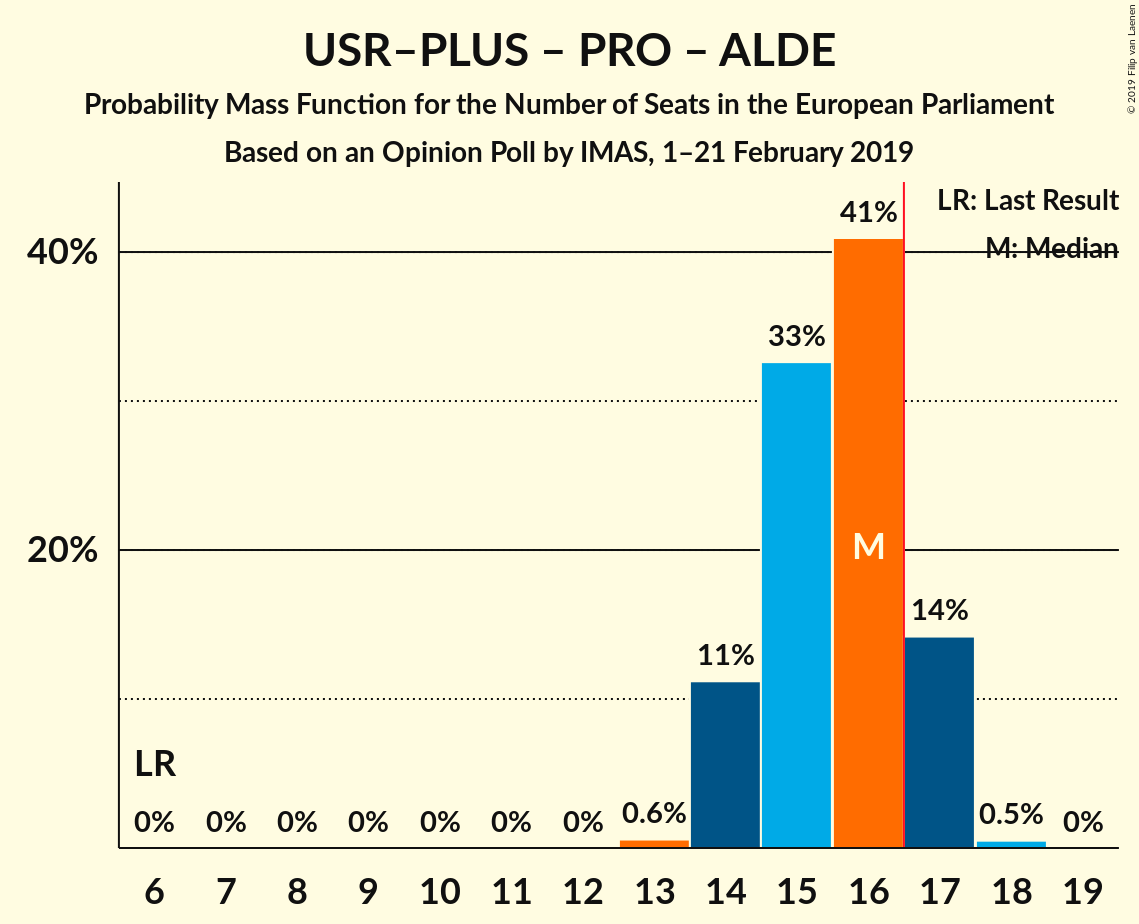 USR–PLUS – PRO – ALDE
Probability Mass Function for the Number of Seats in the European Parliament
Based on an Opinion Poll by IMAS, 1–21 February 2019
© 2019 Filip van Laenen
LR: Last Result
M: Median
41%
40%
33%
M
20%
14%
11%
LR
0% 0% 0% 0% 0% 0% 0% 0.6% 0.5% 0%
6 7 8 9 10 11 12 13 14 15 16 17 18 19